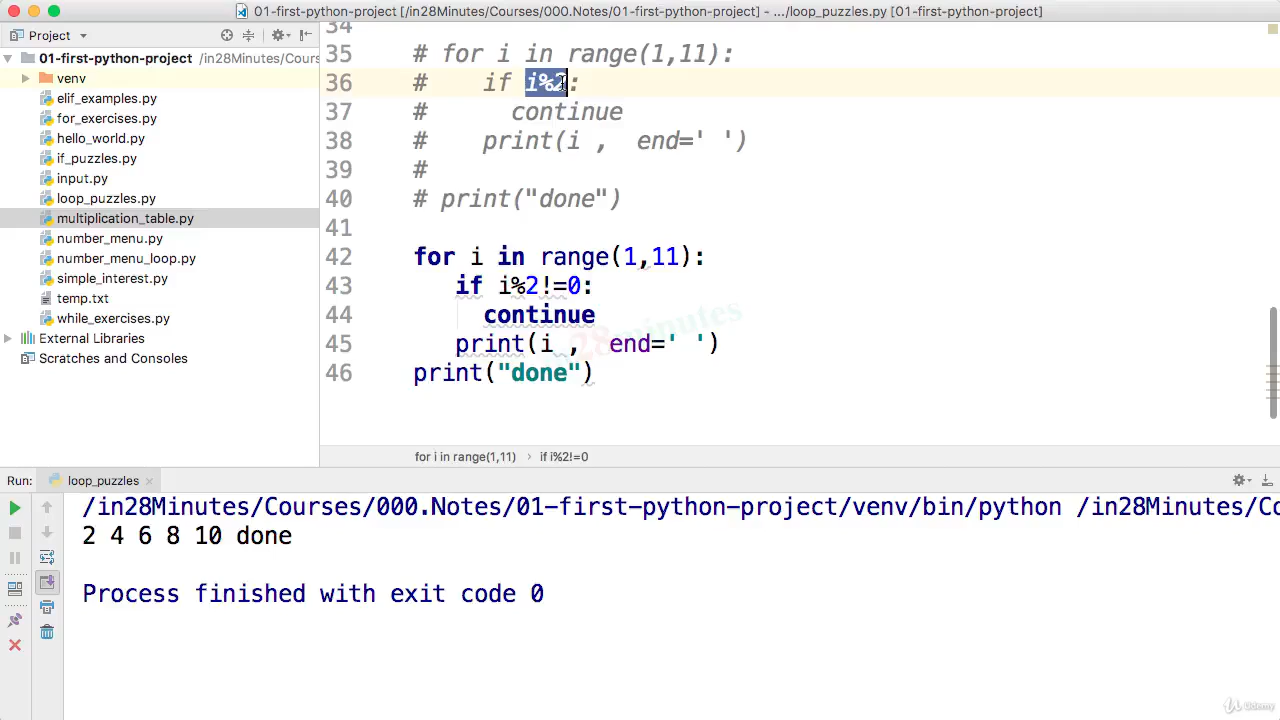 01-first-python-project [/in28Minutes/Courses/000.Notes/01-first-python-project] - .../loop_puzzles.py [01-first-python-project]
Project
01-first-python-project /in28Minutes/Cours
venv
elif_examples.py
for_exercises.py
hello_world.py
if_puzzles.py
input.py
loop_puzzles.py
multiplication_table.py
number_menu.py
number_menu_loop.py
simple_interest.py
temp.txt
while_exercises.py
External Libraries
Scratches and Consoles
34
35 # for i in range(1,11):
36 #    if i%2:
37 #      continue
38 #    print(i ,  end=' ')
39 #
40 # print("done")
41
42 for i in range(1,11):
43    if i%2!=0:
44      continue
45    print(i ,  end=' ')
46 print("done")
28minutes
for i in range(1,11) › if i%2!=0
Run: loop_puzzles
/in28Minutes/Courses/000.Notes/01-first-python-project/venv/bin/python /in28Minutes/Co
2 4 6 8 10 done
Process finished with exit code 0
Udemy